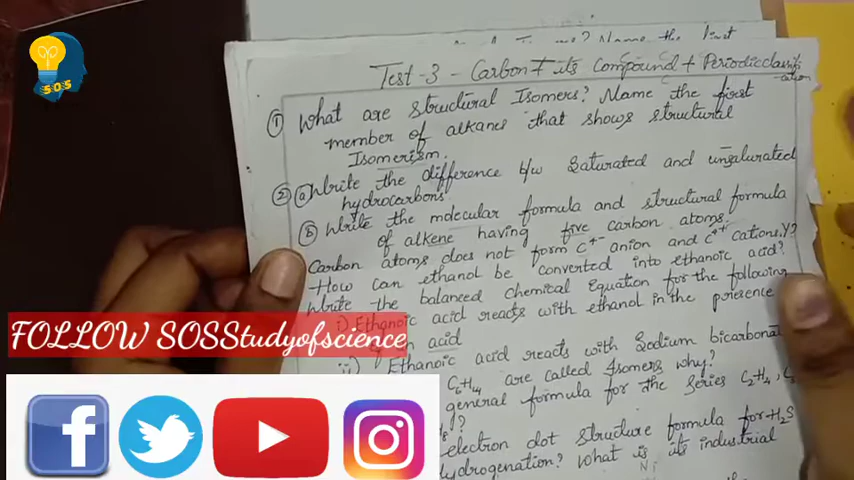 SOS
Test-3 - Carbon & its Compound + Periodic classification
① What are structural Isomers? Name the first
member of alkanes that shows structural
Isomerism.
② ⓐ Write the difference b/w Saturated and unsaturated
hydrocarbons.
ⓑ Write the molecular formula and structural formula
of alkene having five carbon atoms.
Carbon atoms does not form C⁴⁻ anion and C⁴⁺ cations. Y?
How can ethanol be converted into ethanoic acid?
Write the balanced chemical Equation for the following
i) Ethanoic acid reacts with ethanol in the presence
acid
ii) Ethanoic acid reacts with Sodium bicarbonat
are called Isomers why?
general formula for the series C₂H₄,
?
electron dot structure formula for H₂S
ydrogenation? What is its industrial
FOLLOW SOSStudyofscience
f